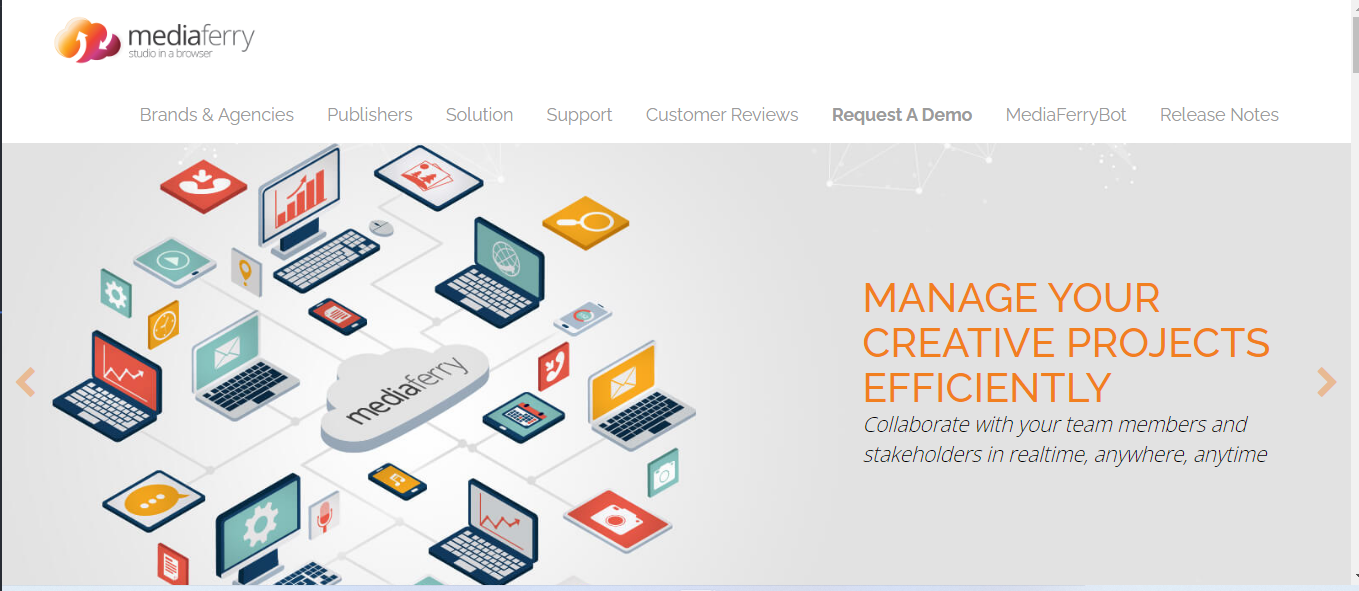 mediaferry
studio in a browser
Brands & Agencies Publishers Solution Support Customer Reviews Request A Demo MediaFerryBot Release Notes
mediaferry
MANAGE YOUR
CREATIVE PROJECTS
EFFICIENTLY
Collaborate with your team members and
stakeholders in realtime, anywhere, anytime